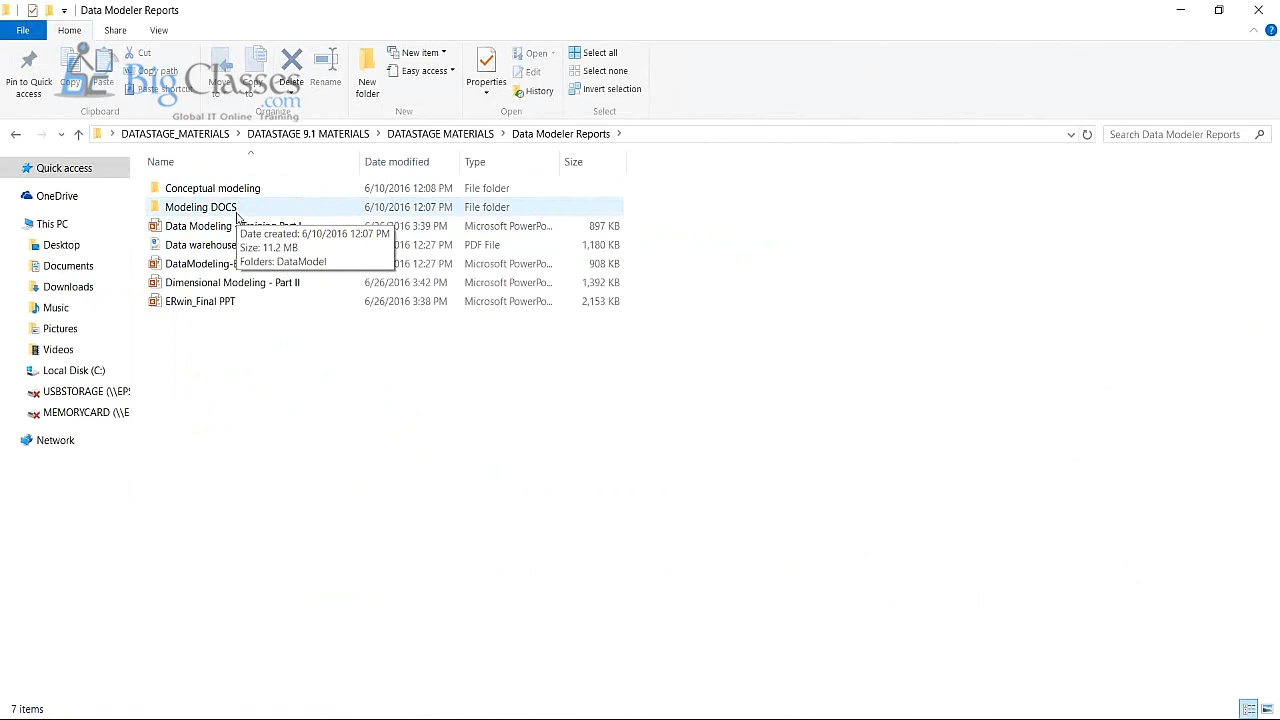 Data Modeler Reports
File Home Share View
Pin to Quick access
Copy
Paste
Cut
Copy path
Paste shortcut
Clipboard
Move to
Copy to
Delete
Rename
Organize
New folder
New item
Easy access
New
Properties
Open
Edit
History
Open
Select all
Select none
Invert selection
Select
BigClasses
.com
Global IT Online Training
DATASTAGE_MATERIALS DATASTAGE 9.1 MATERIALS DATASTAGE MATERIALS Data Modeler Reports
Search Data Modeler Reports
Name Date modified Type Size
Conceptual modeling 6/10/2016 12:08 PM File folder
Modeling DOCS 6/10/2016 12:07 PM File folder
Data Modeling 3:39 PM Microsoft PowerPo... 897 KB
Data warehouse 12:27 PM PDF File 1,180 KB
DataModeling- 12:27 PM Microsoft PowerPo... 908 KB
Dimensional Modeling - Part II 6/26/2016 3:42 PM Microsoft PowerPo... 1,392 KB
ERwin_Final PPT 6/26/2016 3:38 PM Microsoft PowerPo... 2,153 KB
Date created: 6/10/2016 12:07 PM
Size: 11.2 MB
Folders: DataModel
Quick access
OneDrive
This PC
Desktop
Documents
Downloads
Music
Pictures
Videos
Local Disk (C:)
USBSTORAGE (\\EPS
MEMORYCARD (\\E
Network
7 items